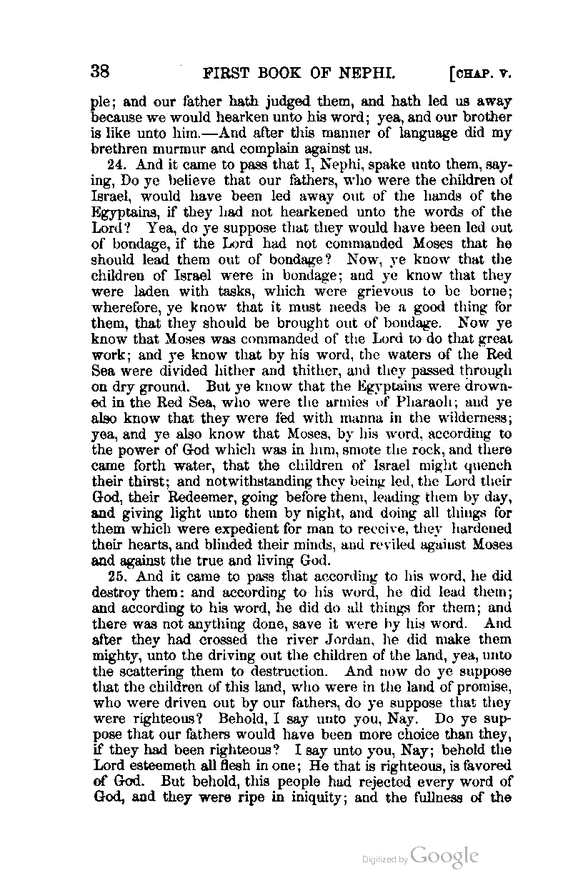 38 FIRST BOOK OF NEPHI. [CHAP. V.
ple; and our father hath judged them, and hath led us away
because we would hearken unto his word; yea, and our brother
is like unto him.—And after this manner of language did my
brethren murmur and complain against us.
24. And it came to pass that I, Nephi, spake unto them, say-
ing, Do ye believe that our fathers, who were the children of
Israel, would have been led away out of the hands of the
Egyptains, if they had not hearkened unto the words of the
Lord? Yea, do ye suppose that they would have been led out
of bondage, if the Lord had not commanded Moses that he
should lead them out of bondage? Now, ye know that the
children of Israel were in bondage; and ye know that they
were laden with tasks, which were grievous to be borne;
wherefore, ye know that it must needs be a good thing for
them, that they should be brought out of bondage. Now ye
know that Moses was commanded of the Lord to do that great
work; and ye know that by his word, the waters of the Red
Sea were divided hither and thither, and they passed through
on dry ground. But ye know that the Egyptains were drown-
ed in the Red Sea, who were the armies of Pharaoh; and ye
also know that they were fed with manna in the wilderness;
yea, and ye also know that Moses, by his word, according to
the power of God which was in him, smote the rock, and there
came forth water, that the children of Israel might quench
their thirst; and notwithstanding they being led, the Lord their
God, their Redeemer, going before them, leading them by day,
and giving light unto them by night, and doing all things for
them which were expedient for man to receive, they hardened
their hearts, and blinded their minds, and reviled against Moses
and against the true and living God.
25. And it came to pass that according to his word, he did
destroy them: and according to his word, he did lead them;
and according to his word, he did do all things for them; and
there was not anything done, save it were by his word. And
after they had crossed the river Jordan, he did make them
mighty, unto the driving out the children of the land, yea, unto
the scattering them to destruction. And now do ye suppose
that the children of this land, who were in the land of promise,
who were driven out by our fathers, do ye suppose that they
were righteous? Behold, I say unto you, Nay. Do ye sup-
pose that our fathers would have been more choice than they,
if they had been righteous? I say unto you, Nay; behold the
Lord esteemeth all flesh in one; He that is righteous, is favored
of God. But behold, this people had rejected every word of
God, and they were ripe in iniquity; and the fullness of the
Digitized by Google